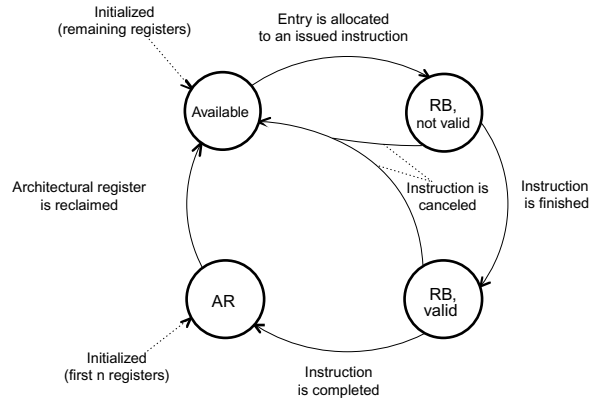 Initialized
(remaining registers)
Entry is allocated
to an issued instruction
Available
RB,
not valid
Architectural register
is reclaimed
Instruction is
canceled
Instruction
is finished
AR
RB,
valid
Initialized
(first n registers)
Instruction
is completed